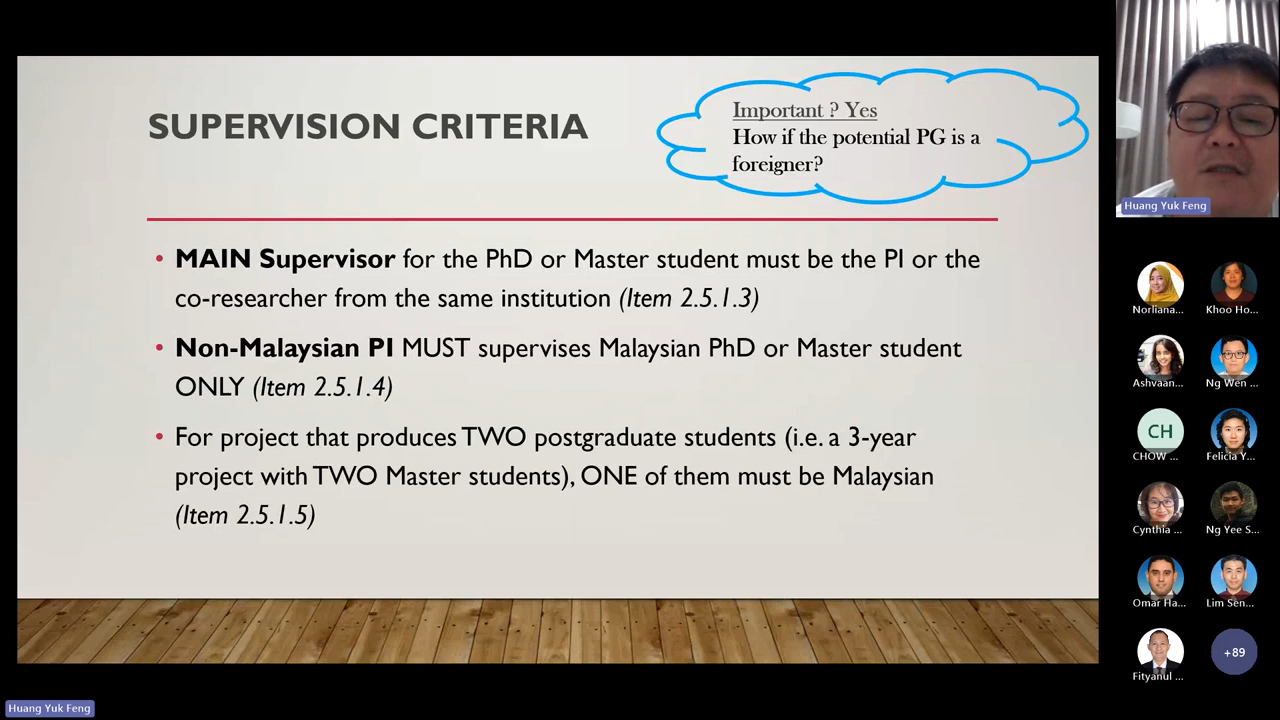 SUPERVISION CRITERIA
Important ? Yes
How if the potential PG is a
foreigner?
• MAIN Supervisor for the PhD or Master student must be the PI or the
co-researcher from the same institution (Item 2.5.1.3)
• Non-Malaysian PI MUST supervises Malaysian PhD or Master student
ONLY (Item 2.5.1.4)
• For project that produces TWO postgraduate students (i.e. a 3-year
project with TWO Master students), ONE of them must be Malaysian
(Item 2.5.1.5)
Huang Yuk Feng
Norliana...
Khoo Ho...
Ashvaan...
Ng Wen ...
CH
CHOW ...
Felicia Y...
Cynthia ...
Ng Yee S...
Omar Ha...
Lim Sen...
Fityanul ...
+89
Huang Yuk Feng